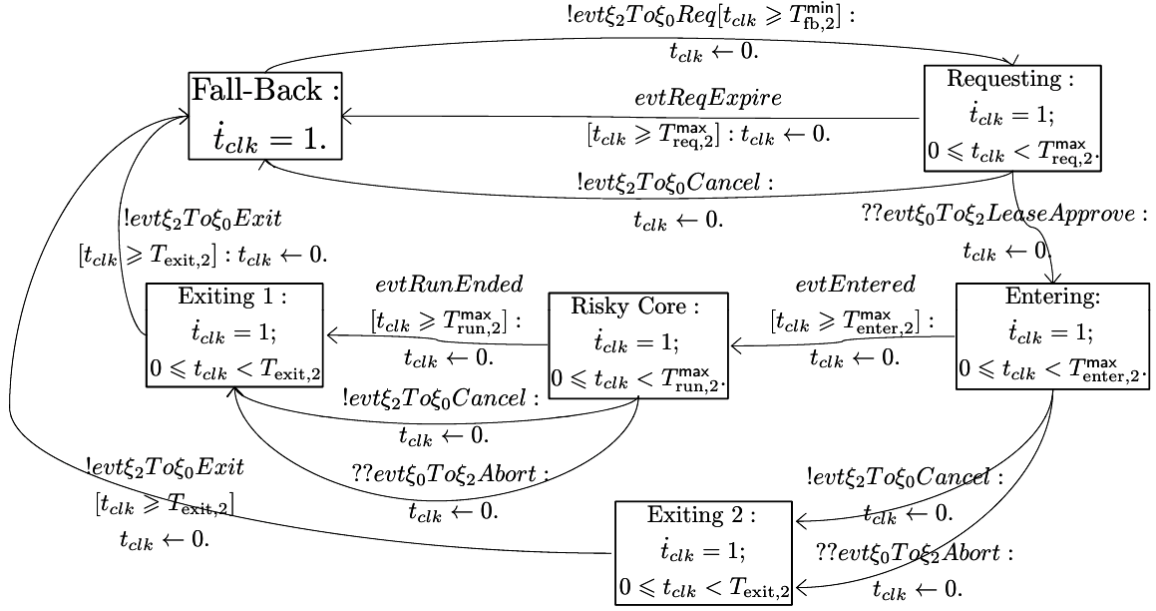 !evtξ₂Toξ₀Req[t_clk ⩾ T^min_fb,2] :
t_clk ← 0.
Fall-Back :
ṫ_clk = 1.
evtReqExpire
[t_clk ⩾ T^max_req,2] : t_clk ← 0.
Requesting :
ṫ_clk = 1;
0 ⩽ t_clk < T^max_req,2.
!evtξ₂Toξ₀Cancel :
t_clk ← 0.
??evtξ₀Toξ₂LeaseApprove :
t_clk ← 0.
!evtξ₂Toξ₀Exit
[t_clk ⩾ T_exit,2] : t_clk ← 0.
Exiting 1 :
ṫ_clk = 1;
0 ⩽ t_clk < T_exit,2
evtRunEnded
[t_clk ⩾ T^max_run,2] :
t_clk ← 0.
Risky Core :
ṫ_clk = 1;
0 ⩽ t_clk < T^max_run,2.
evtEntered
[t_clk ⩾ T^max_enter,2] :
t_clk ← 0.
Entering:
ṫ_clk = 1;
0 ⩽ t_clk < T^max_enter,2.
!evtξ₂Toξ₀Cancel :
t_clk ← 0.
??evtξ₀Toξ₂Abort :
t_clk ← 0.
!evtξ₂Toξ₀Exit
[t_clk ⩾ T_exit,2]
t_clk ← 0.
Exiting 2 :
ṫ_clk = 1;
0 ⩽ t_clk < T_exit,2
!evtξ₂Toξ₀Cancel :
t_clk ← 0.
??evtξ₀Toξ₂Abort :
t_clk ← 0.